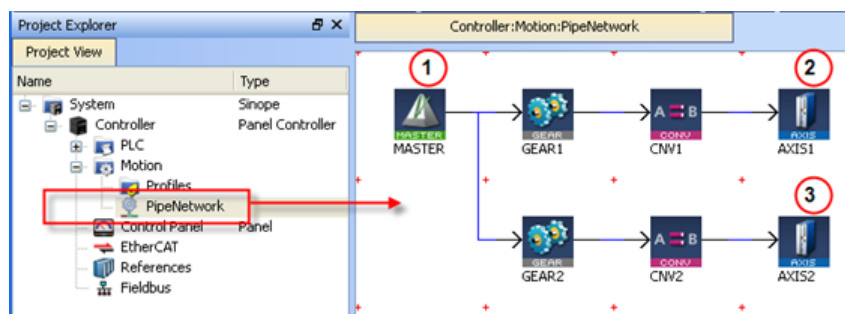 Project Explorer
Project View
Name Type
System Sinope
Controller Panel Controller
PLC
Motion
Profiles
PipeNetwork
Control Panel Panel
EtherCAT
References
Fieldbus
Controller:Motion:PipeNetwork
1
2
MASTER
GEAR
A B
CONV
AXIS
MASTER
GEAR1
CNV1
AXIS1
3
GEAR
A B
CONV
AXIS
GEAR2
CNV2
AXIS2